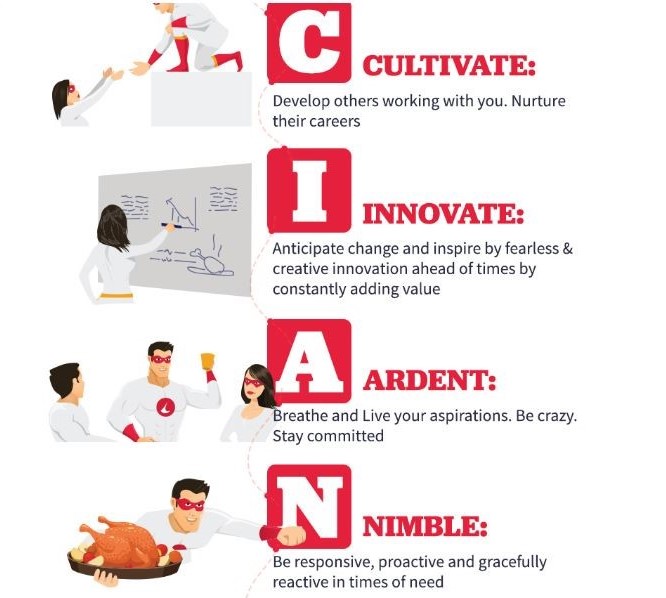 C
CULTIVATE:
Develop others working with you. Nurture
their careers
I
INNOVATE:
Anticipate change and inspire by fearless &
creative innovation ahead of times by
constantly adding value
A
ARDENT:
Breathe and Live your aspirations. Be crazy.
Stay committed
N
NIMBLE:
Be responsive, proactive and gracefully
reactive in times of need